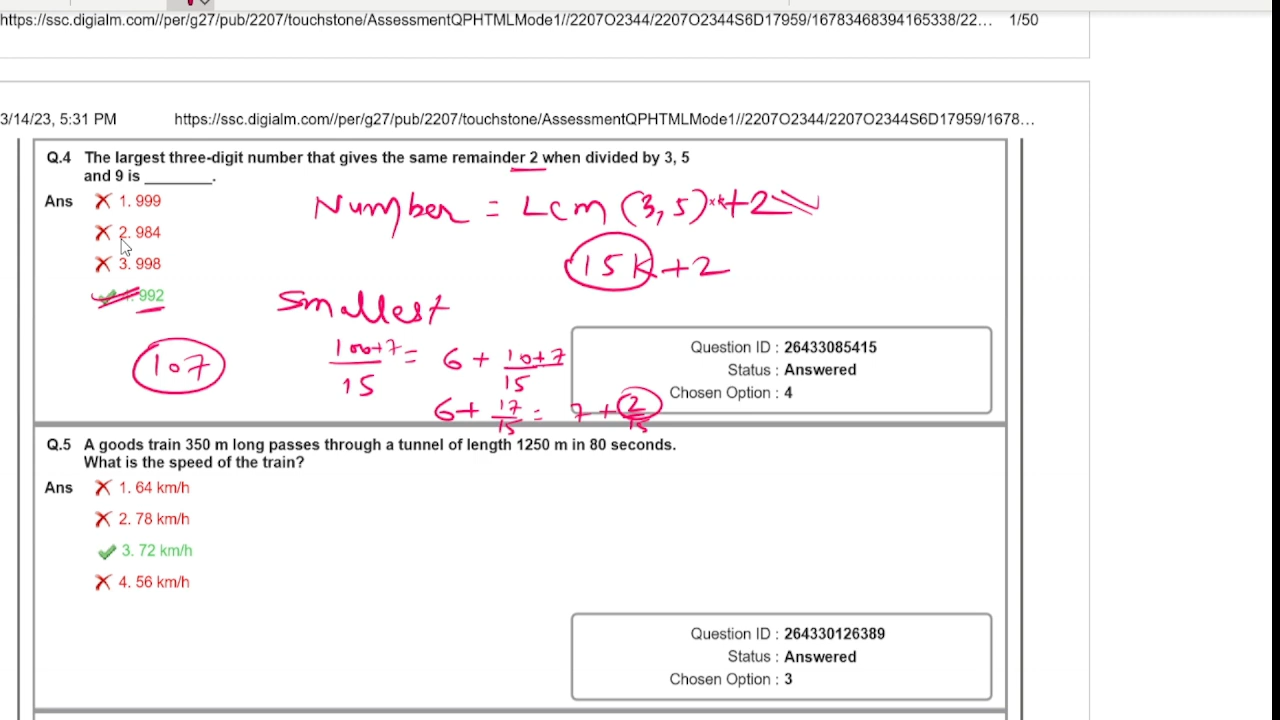 https://ssc.digialm.com//per/g27/pub/2207/touchstone/AssessmentQPHTMLMode1//2207O2344/2207O2344S6D17959/16783468394165338/22… 1/50
3/14/23, 5:31 PM https://ssc.digialm.com//per/g27/pub/2207/touchstone/AssessmentQPHTMLMode1//2207O2344/2207O2344S6D17959/1678…
Q.4 The largest three-digit number that gives the same remainder 2 when divided by 3, 5
and 9 is ________.
Ans 1. 999
2. 984
3. 998
992
Number = Lcm (3,5)*k+2
15K+2
Smallest
107
100+7/15 = 6 + 10+7/15
6+ 17/15 = 7 + 2/15
Question ID : 26433085415
Status : Answered
Chosen Option : 4
Q.5 A goods train 350 m long passes through a tunnel of length 1250 m in 80 seconds.
What is the speed of the train?
Ans 1. 64 km/h
2. 78 km/h
3. 72 km/h
4. 56 km/h
Question ID : 264330126389
Status : Answered
Chosen Option : 3